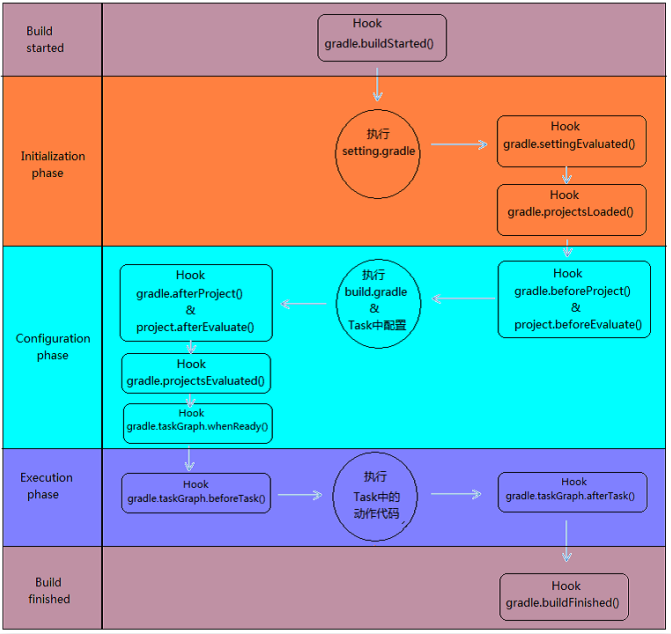 Build
started
Hook
gradle.buildStarted()
Initialization
phase
执行
setting.gradle
Hook
gradle.settingEvaluated()
Hook
gradle.projectsLoaded()
Configuration
phase
Hook
gradle.afterProject()
&
project.afterEvaluate()
执行
build.gradle
&
Task中配置
Hook
gradle.beforeProject()
&
project.beforeEvaluate()
Hook
gradle.projectsEvaluated()
Hook
gradle.taskGraph.whenReady()
Execution
phase
Hook
gradle.taskGraph.beforeTask()
执行
Task中的
动作代码
Hook
gradle.taskGraph.afterTask()
Build
finished
Hook
gradle.buildFinished()